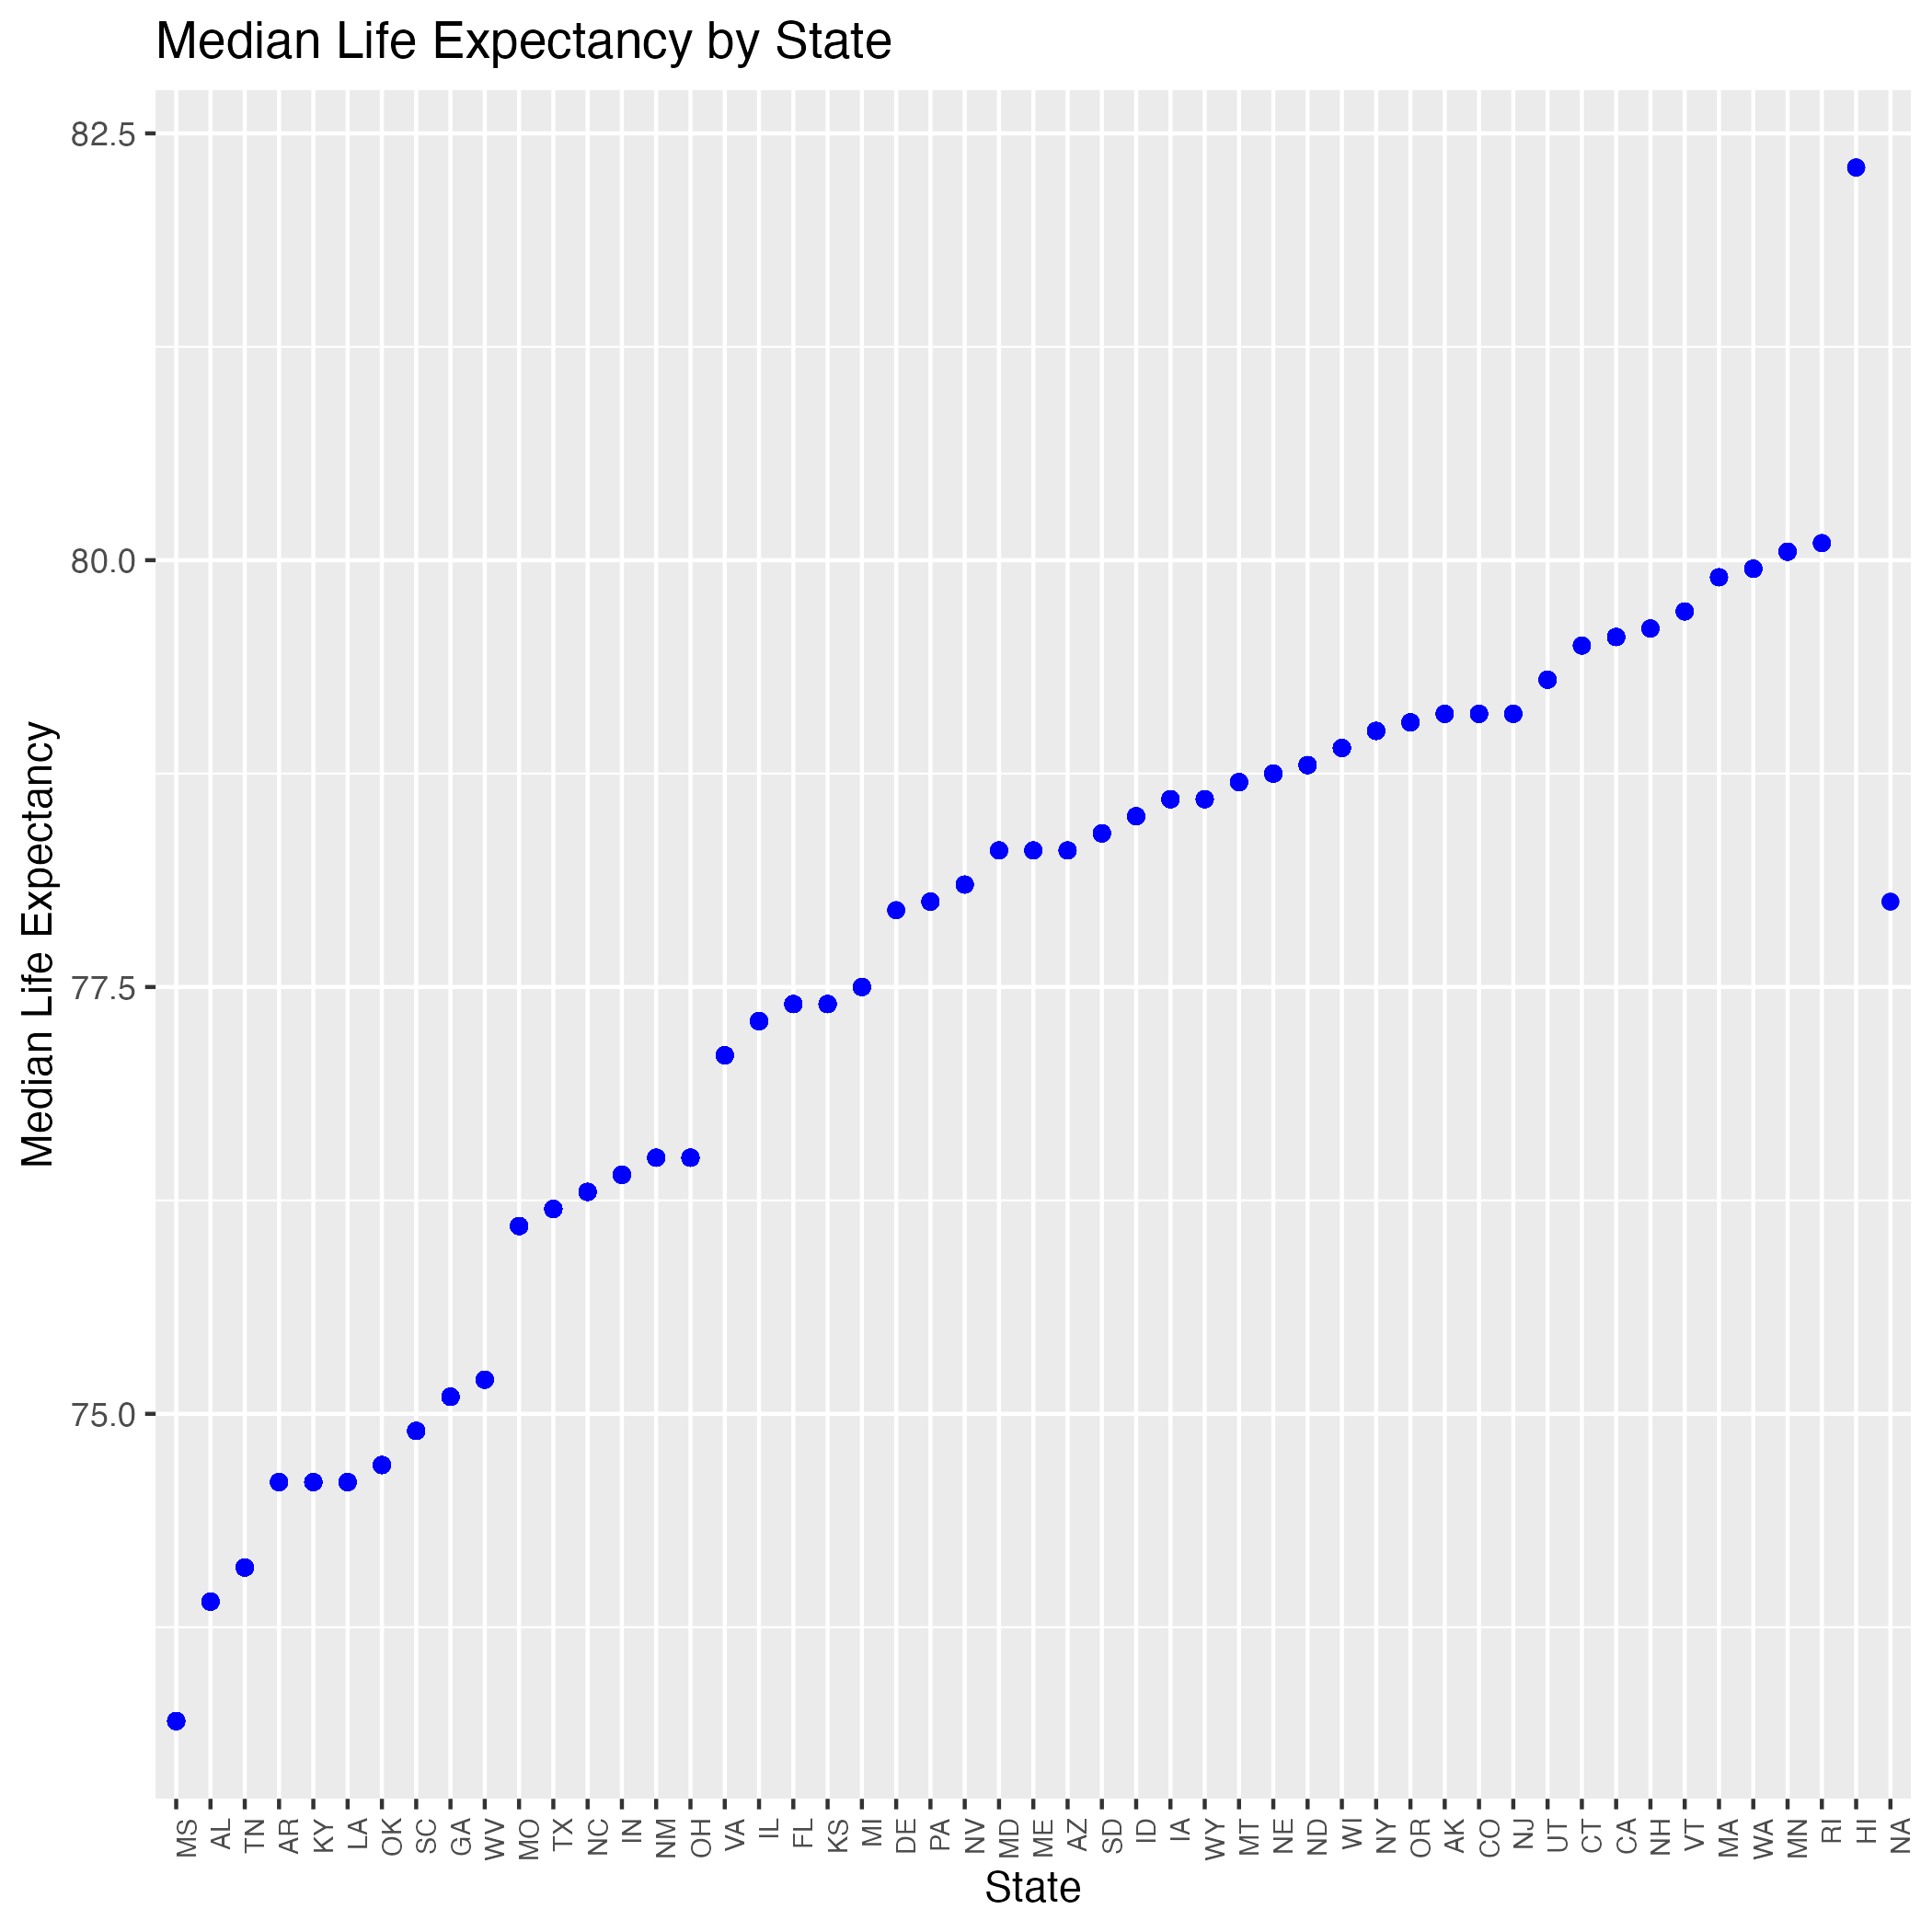 Median Life Expectancy by State
Median Life Expectancy
82.5
80.0
77.5
75.0
MS AL TN AR KY LA OK SC GA WV MO TX NC IN NM OH VA IL FL KS MI DE PA NV MD ME AZ SD ID IA WY MT NE ND WI NY OR AK CO NJ UT CT CA NH VT MA WA MN RI HI NA
State